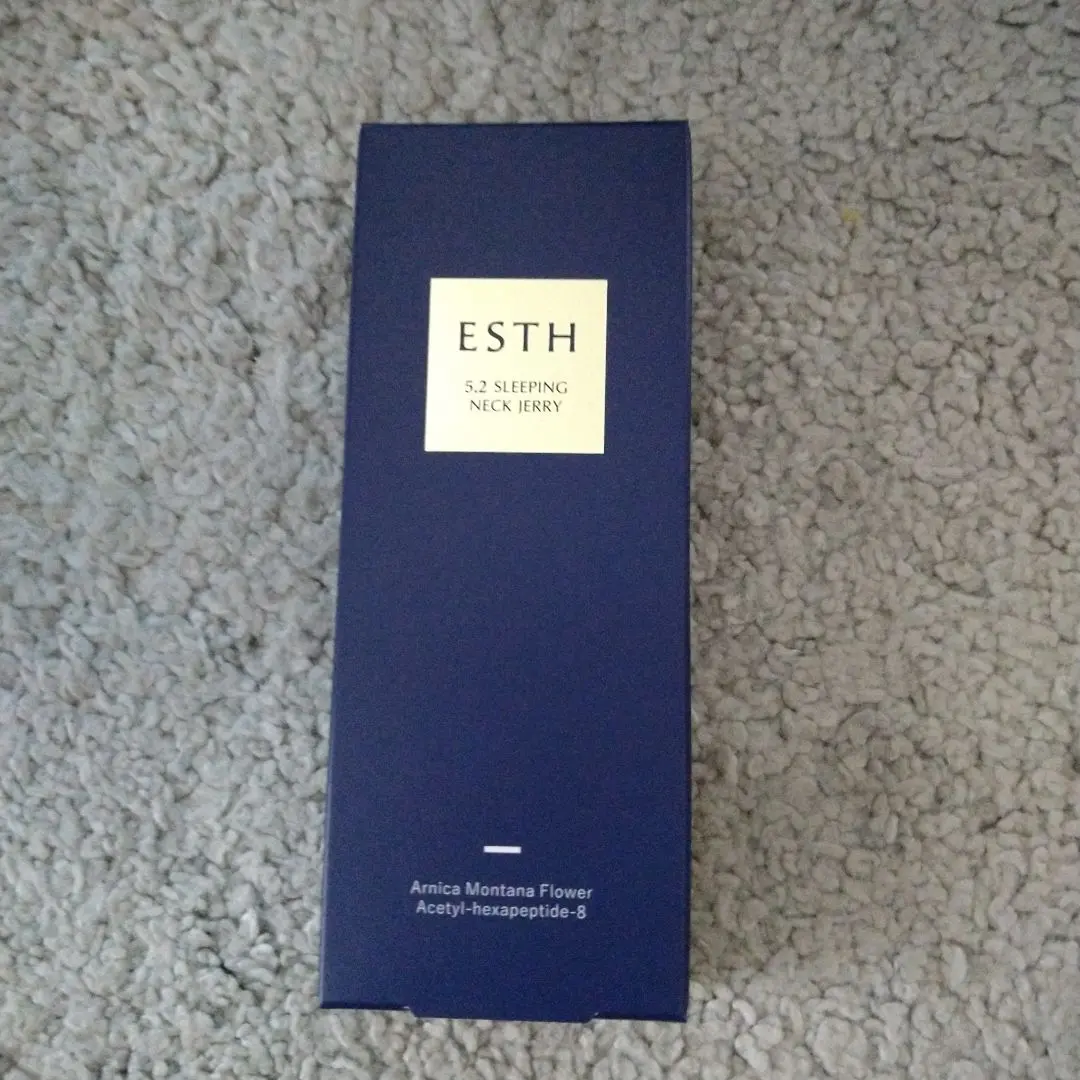 ESTH
5.2 SLEEPING
NECK JERRY
Arnica Montana Flower
Acetyl-hexapeptide-8